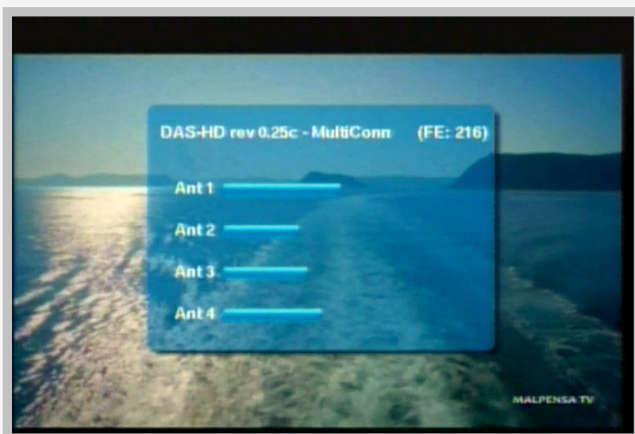 DAS-HD rev 0.25c - MultiConn (FE: 216)
Ant 1
Ant 2
Ant 3
Ant 4
MALPENSA TV